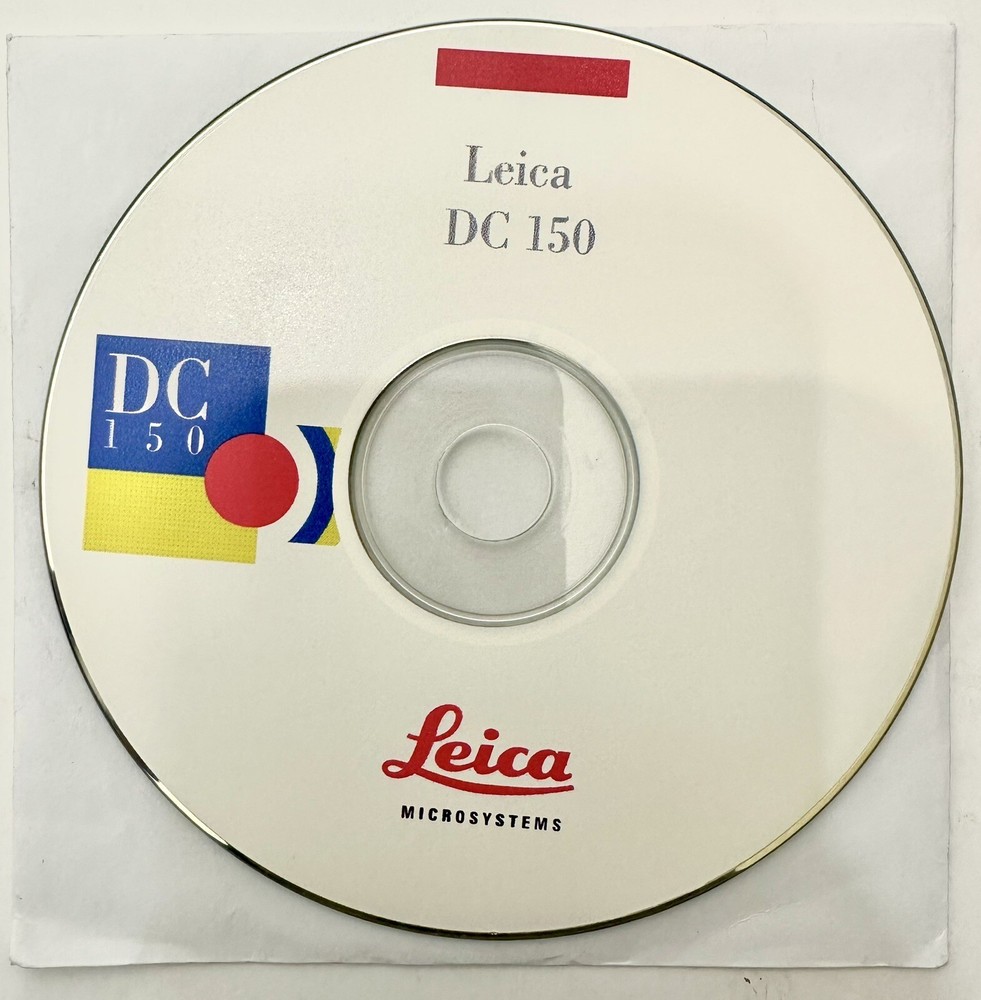 Leica
DC 150
DC
150
Leica
MICROSYSTEMS